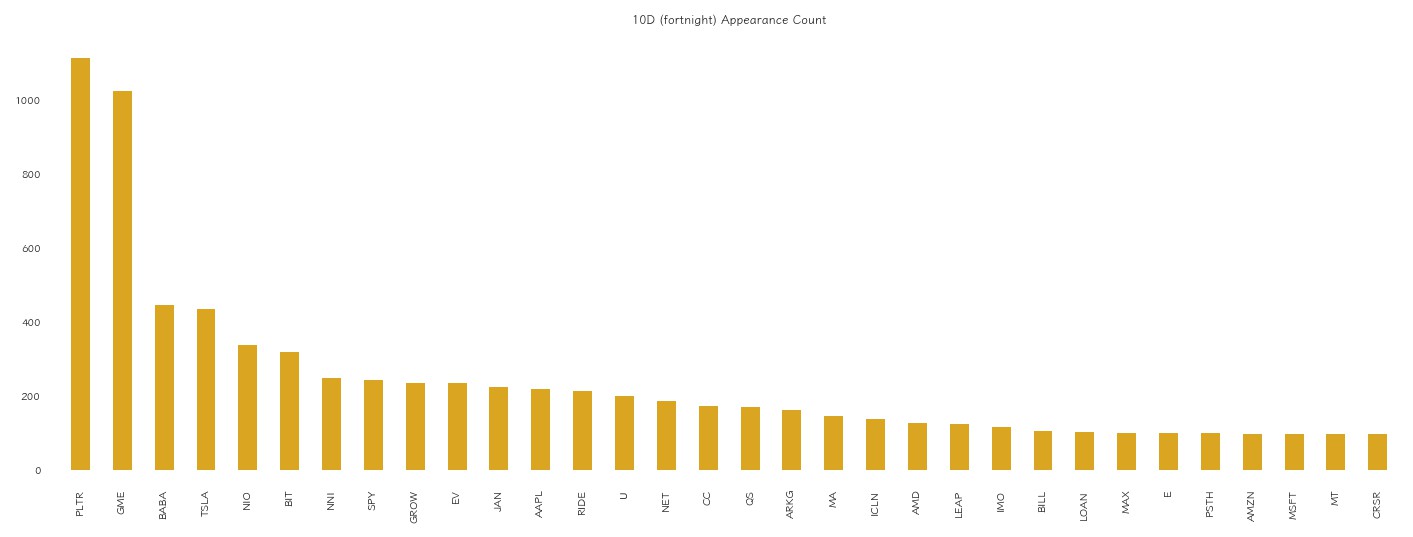 10D (fortnight) Appearance Count
1000
800
600
400
200
0
PLTR
GME
BABA
TSLA
NIO
BIT
NNI
SPY
GROW
EV
JAN
AAPL
RIDE
U
NET
CC
QS
ARKG
MA
ICLN
AMD
LEAP
IMO
BILL
LOAN
MAX
E
PSTH
AMZN
MSFT
MT
CRSR